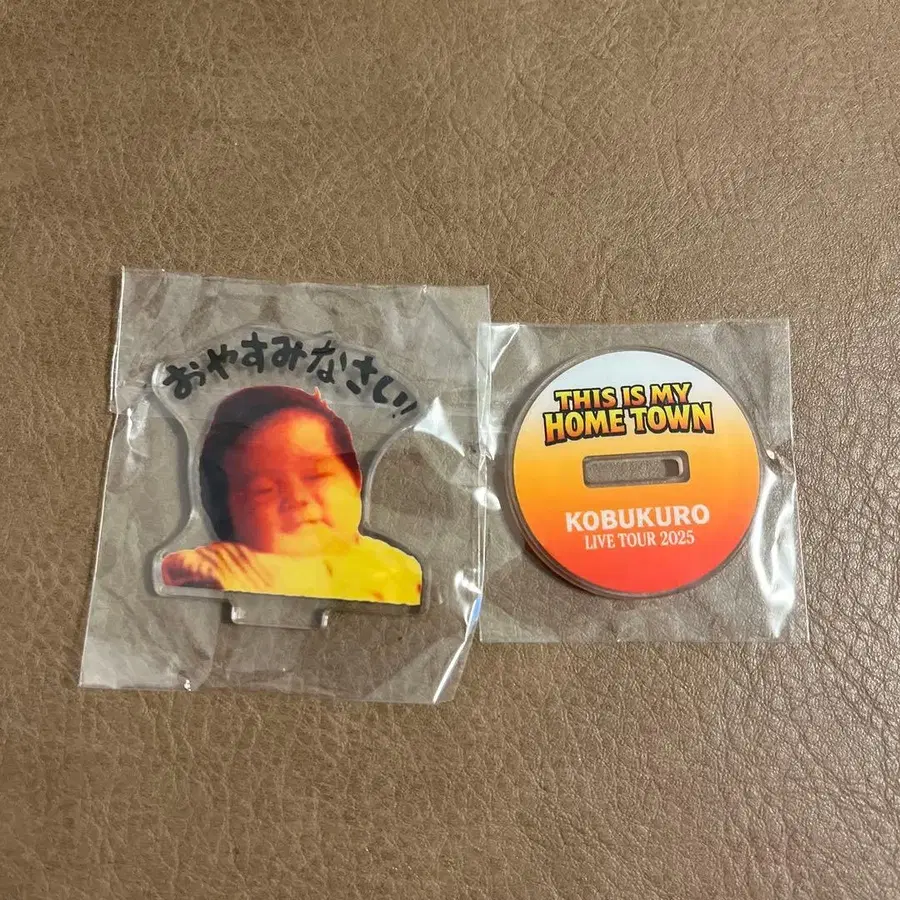 おやすみなさい!!
THIS IS MY
HOME TOWN
KOBUKURO
LIVE TOUR 2025